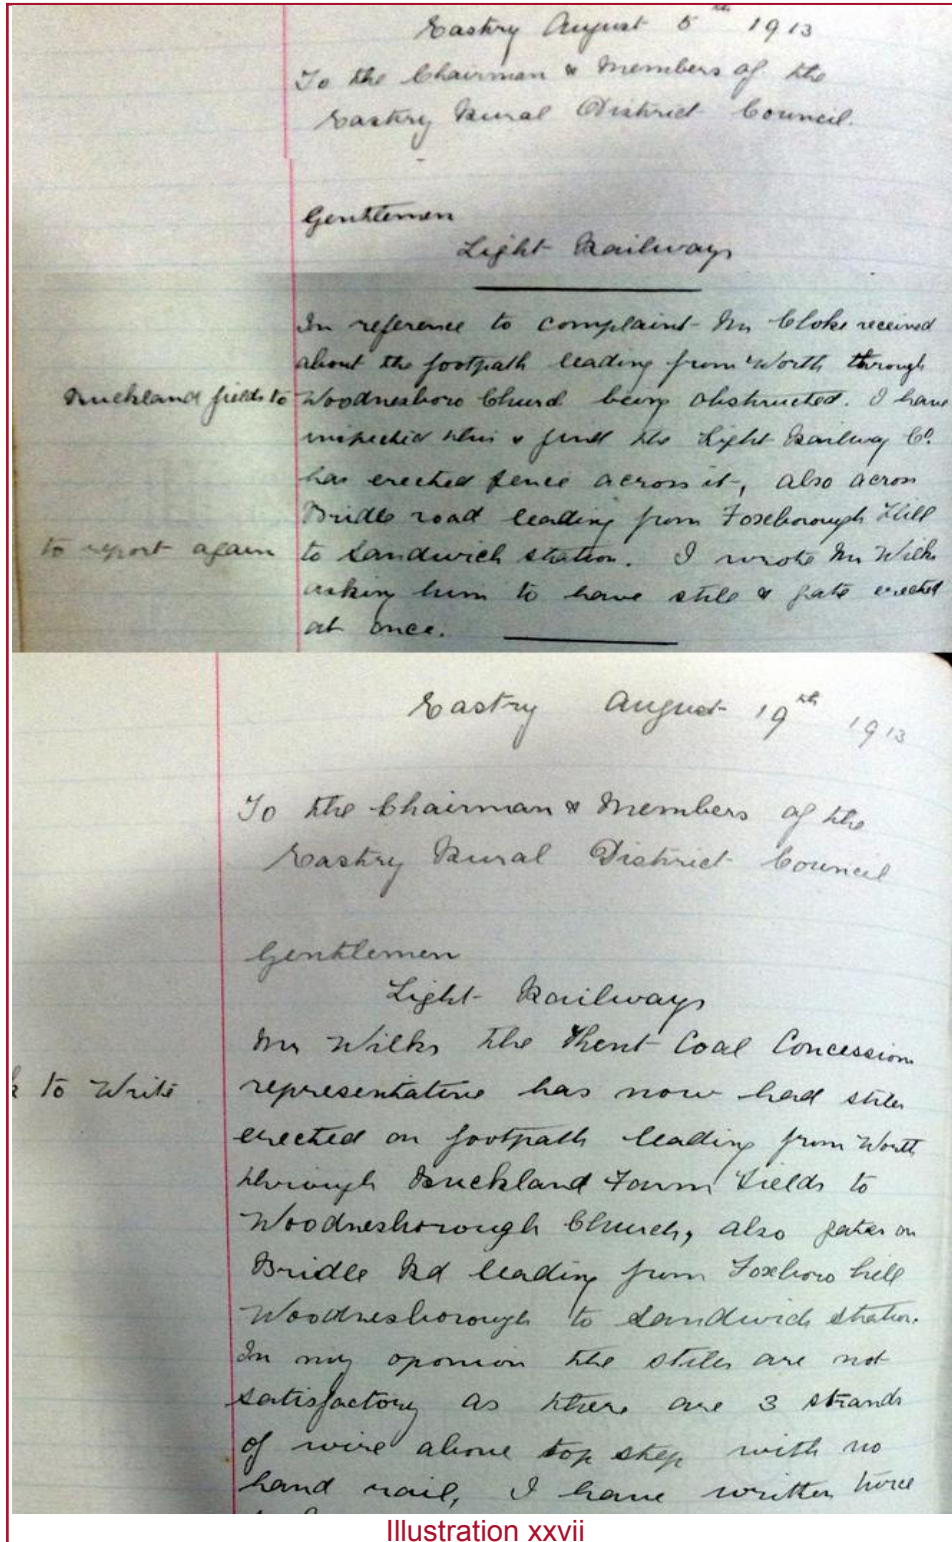 Eastry August 5th 1913
To the Chairman & Members of the
Eastry Rural District Council.
Gentlemen
Light Railways
In reference to complaint Mr Cloke received
about the footpath leading from Worth through
Buckland fields to Woodnesboro Church being obstructed. I have
inspected this & find the Light Railway Co.
has erected fence across it, also across
Bridle road leading from Foxborough Hill
to report again to Sandwich station. I wrote Mr Wilks
asking him to have stile & gate erected
at once.
Eastry August 19th 1913
To the Chairman & Members of the
Eastry Rural District Council
Gentlemen
Light Railways
Mr Wilks the Kent Coal Concession
to Write representative has now had stiles
erected on footpath leading from Worth
through Buckland Farm Fields to
Woodnesborough Church, also gates on
Bridle Rd leading from Foxboro hill
Woodnesborough to Sandwich station.
In my oponion the stiles are not
satisfactory as there are 3 strands
of wire above top step with no
hand rail, I have written twice
Illustration xxvii